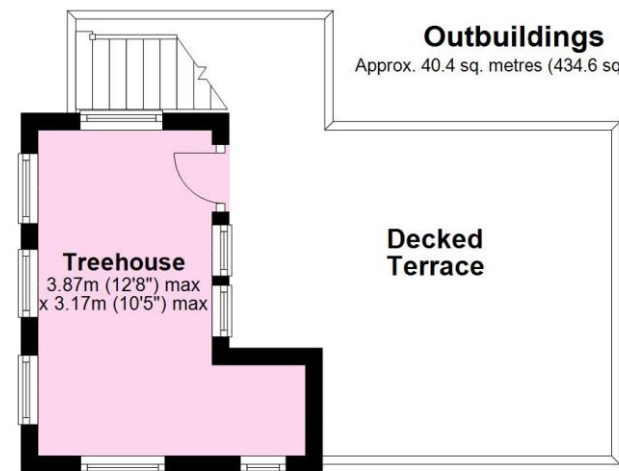 Outbuildings
Approx. 40.4 sq. metres (434.6 sq
Treehouse
3.87m (12'8") max
x 3.17m (10'5") max
Decked
Terrace